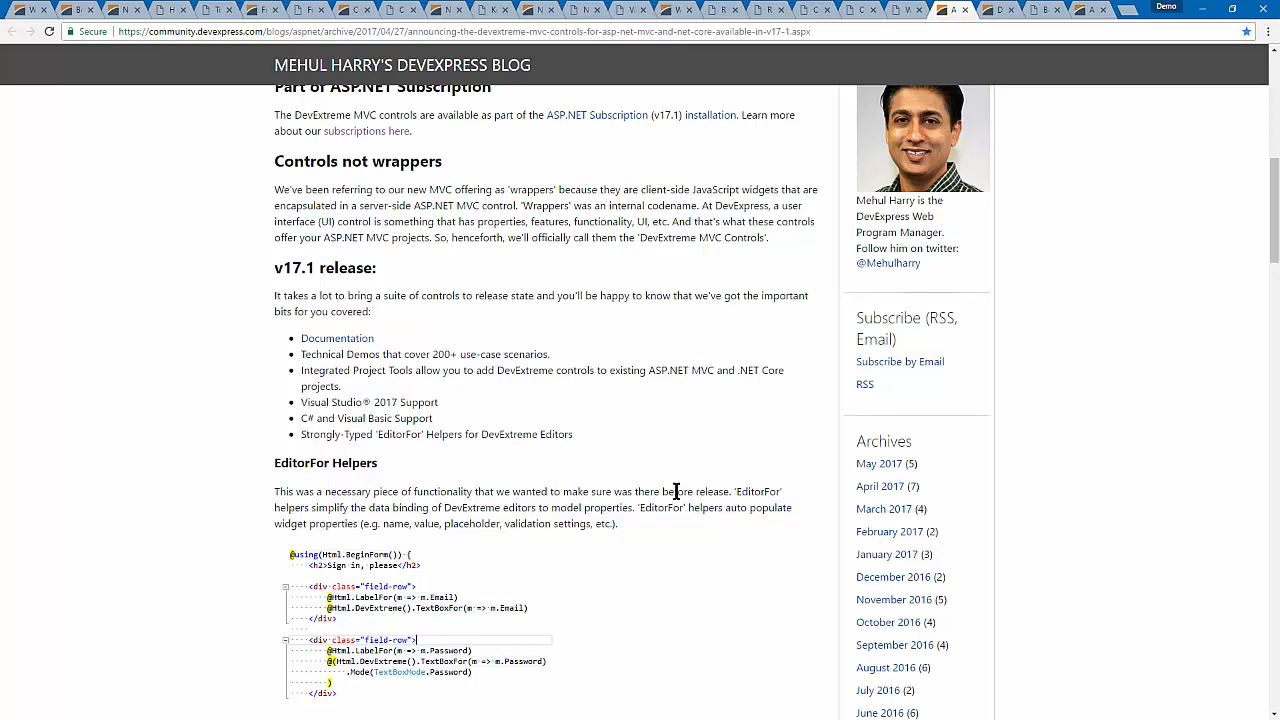 Demo
Secure
https://community.devexpress.com/blogs/aspnet/archive/2017/04/27/announcing-the-devextreme-mvc-controls-for-asp-net-mvc-and-net-core-available-in-v17-1.aspx
MEHUL HARRY'S DEVEXPRESS BLOG
Part of ASP.NET Subscription
The DevExtreme MVC controls are available as part of the ASP.NET Subscription (v17.1) installation. Learn more
about our subscriptions here.
Controls not wrappers
We've been referring to our new MVC offering as 'wrappers' because they are client-side JavaScript widgets that are
encapsulated in a server-side ASP.NET MVC control. 'Wrappers' was an internal codename. At DevExpress, a user
interface (UI) control is something that has properties, features, functionality, UI, etc. And that's what these controls
offer your ASP.NET MVC projects. So, henceforth, we'll officially call them the 'DevExtreme MVC Controls'.
v17.1 release:
It takes a lot to bring a suite of controls to release state and you'll be happy to know that we've got the important
bits for you covered:
• Documentation
• Technical Demos that cover 200+ use-case scenarios.
• Integrated Project Tools allow you to add DevExtreme controls to existing ASP.NET MVC and .NET Core
projects.
• Visual Studio® 2017 Support
• C# and Visual Basic Support
• Strongly-Typed 'EditorFor' Helpers for DevExtreme Editors
EditorFor Helpers
This was a necessary piece of functionality that we wanted to make sure was there before release. 'EditorFor'
helpers simplify the data binding of DevExtreme editors to model properties. 'EditorFor' helpers auto populate
widget properties (e.g. name, value, placeholder, validation settings, etc.).
@using(Html.BeginForm()) {
<h2>Sign in, please</h2>
<div class="field-row">
@Html.LabelFor(m => m.Email)
@Html.DevExtreme().TextBoxFor(m => m.Email)
</div>
<div class="field-row">
@Html.LabelFor(m => m.Password)
@(Html.DevExtreme().TextBoxFor(m => m.Password)
.Mode(TextBoxMode.Password)
)
</div>
Mehul Harry is the
DevExpress Web
Program Manager.
Follow him on twitter:
@Mehulharry
Subscribe (RSS,
Email)
Subscribe by Email
RSS
Archives
May 2017 (5)
April 2017 (7)
March 2017 (4)
February 2017 (2)
January 2017 (3)
December 2016 (2)
November 2016 (5)
October 2016 (4)
September 2016 (4)
August 2016 (6)
July 2016 (2)
June 2016 (6)